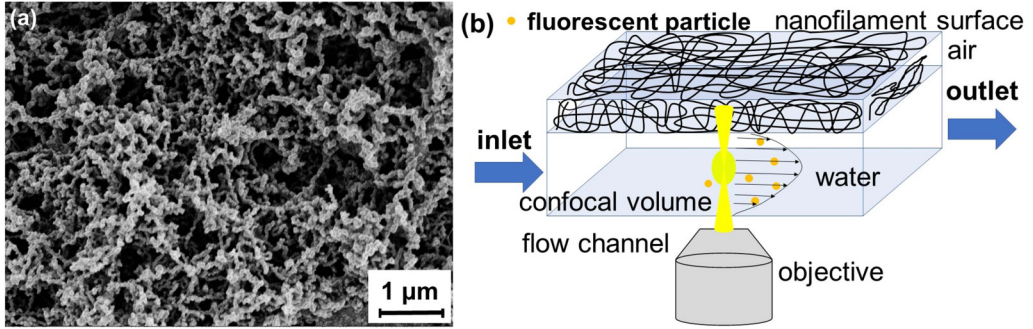 (a)
1 µm
(b)
fluorescent particle
nanofilament surface
air
outlet
inlet
water
confocal volume
flow channel
objective